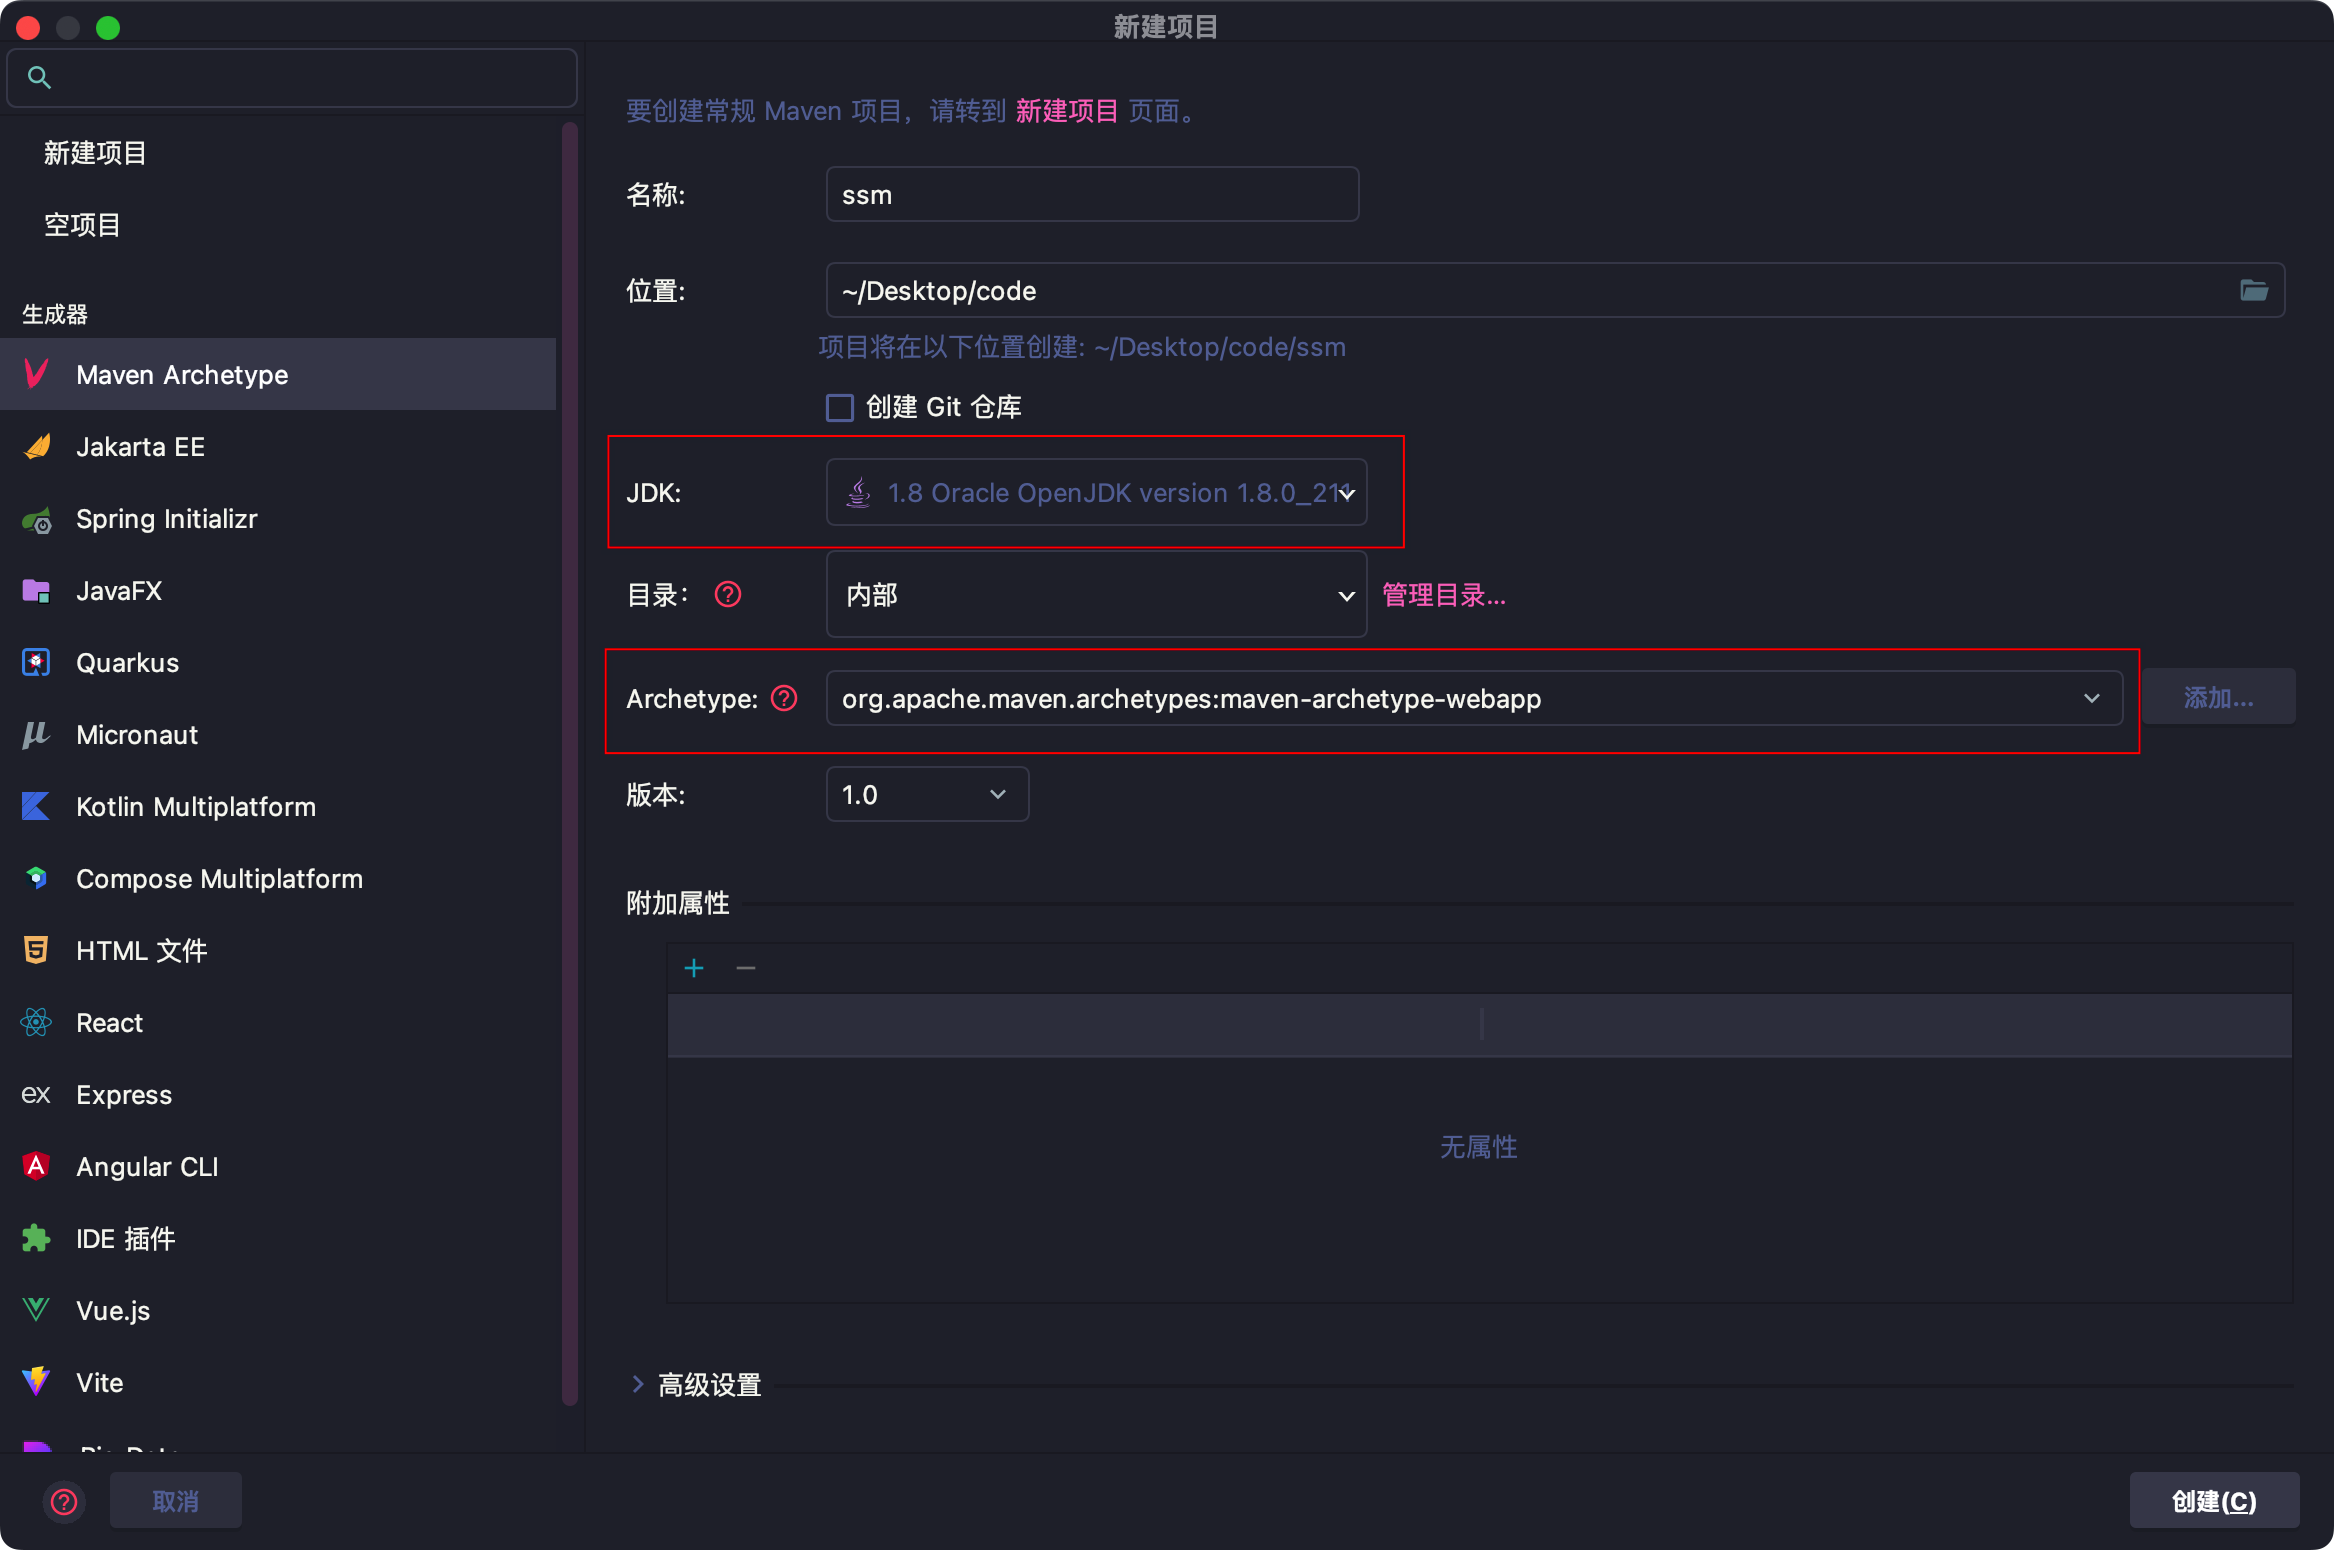 新建项目
新建项目
空项目
生成器
Maven Archetype
Jakarta EE
Spring Initializr
JavaFX
Quarkus
Micronaut
Kotlin Multiplatform
Compose Multiplatform
HTML 文件
React
ex Express
Angular CLI
IDE 插件
Vue.js
Vite
要创建常规 Maven 项目，请转到 新建项目 页面。
名称: ssm
位置: ~/Desktop/code
项目将在以下位置创建: ~/Desktop/code/ssm
创建 Git 仓库
JDK: 1.8 Oracle OpenJDK version 1.8.0_211
目录: 内部 管理目录...
Archetype: org.apache.maven.archetypes:maven-archetype-webapp 添加...
版本: 1.0
附加属性
无属性
高级设置
取消 创建(C)